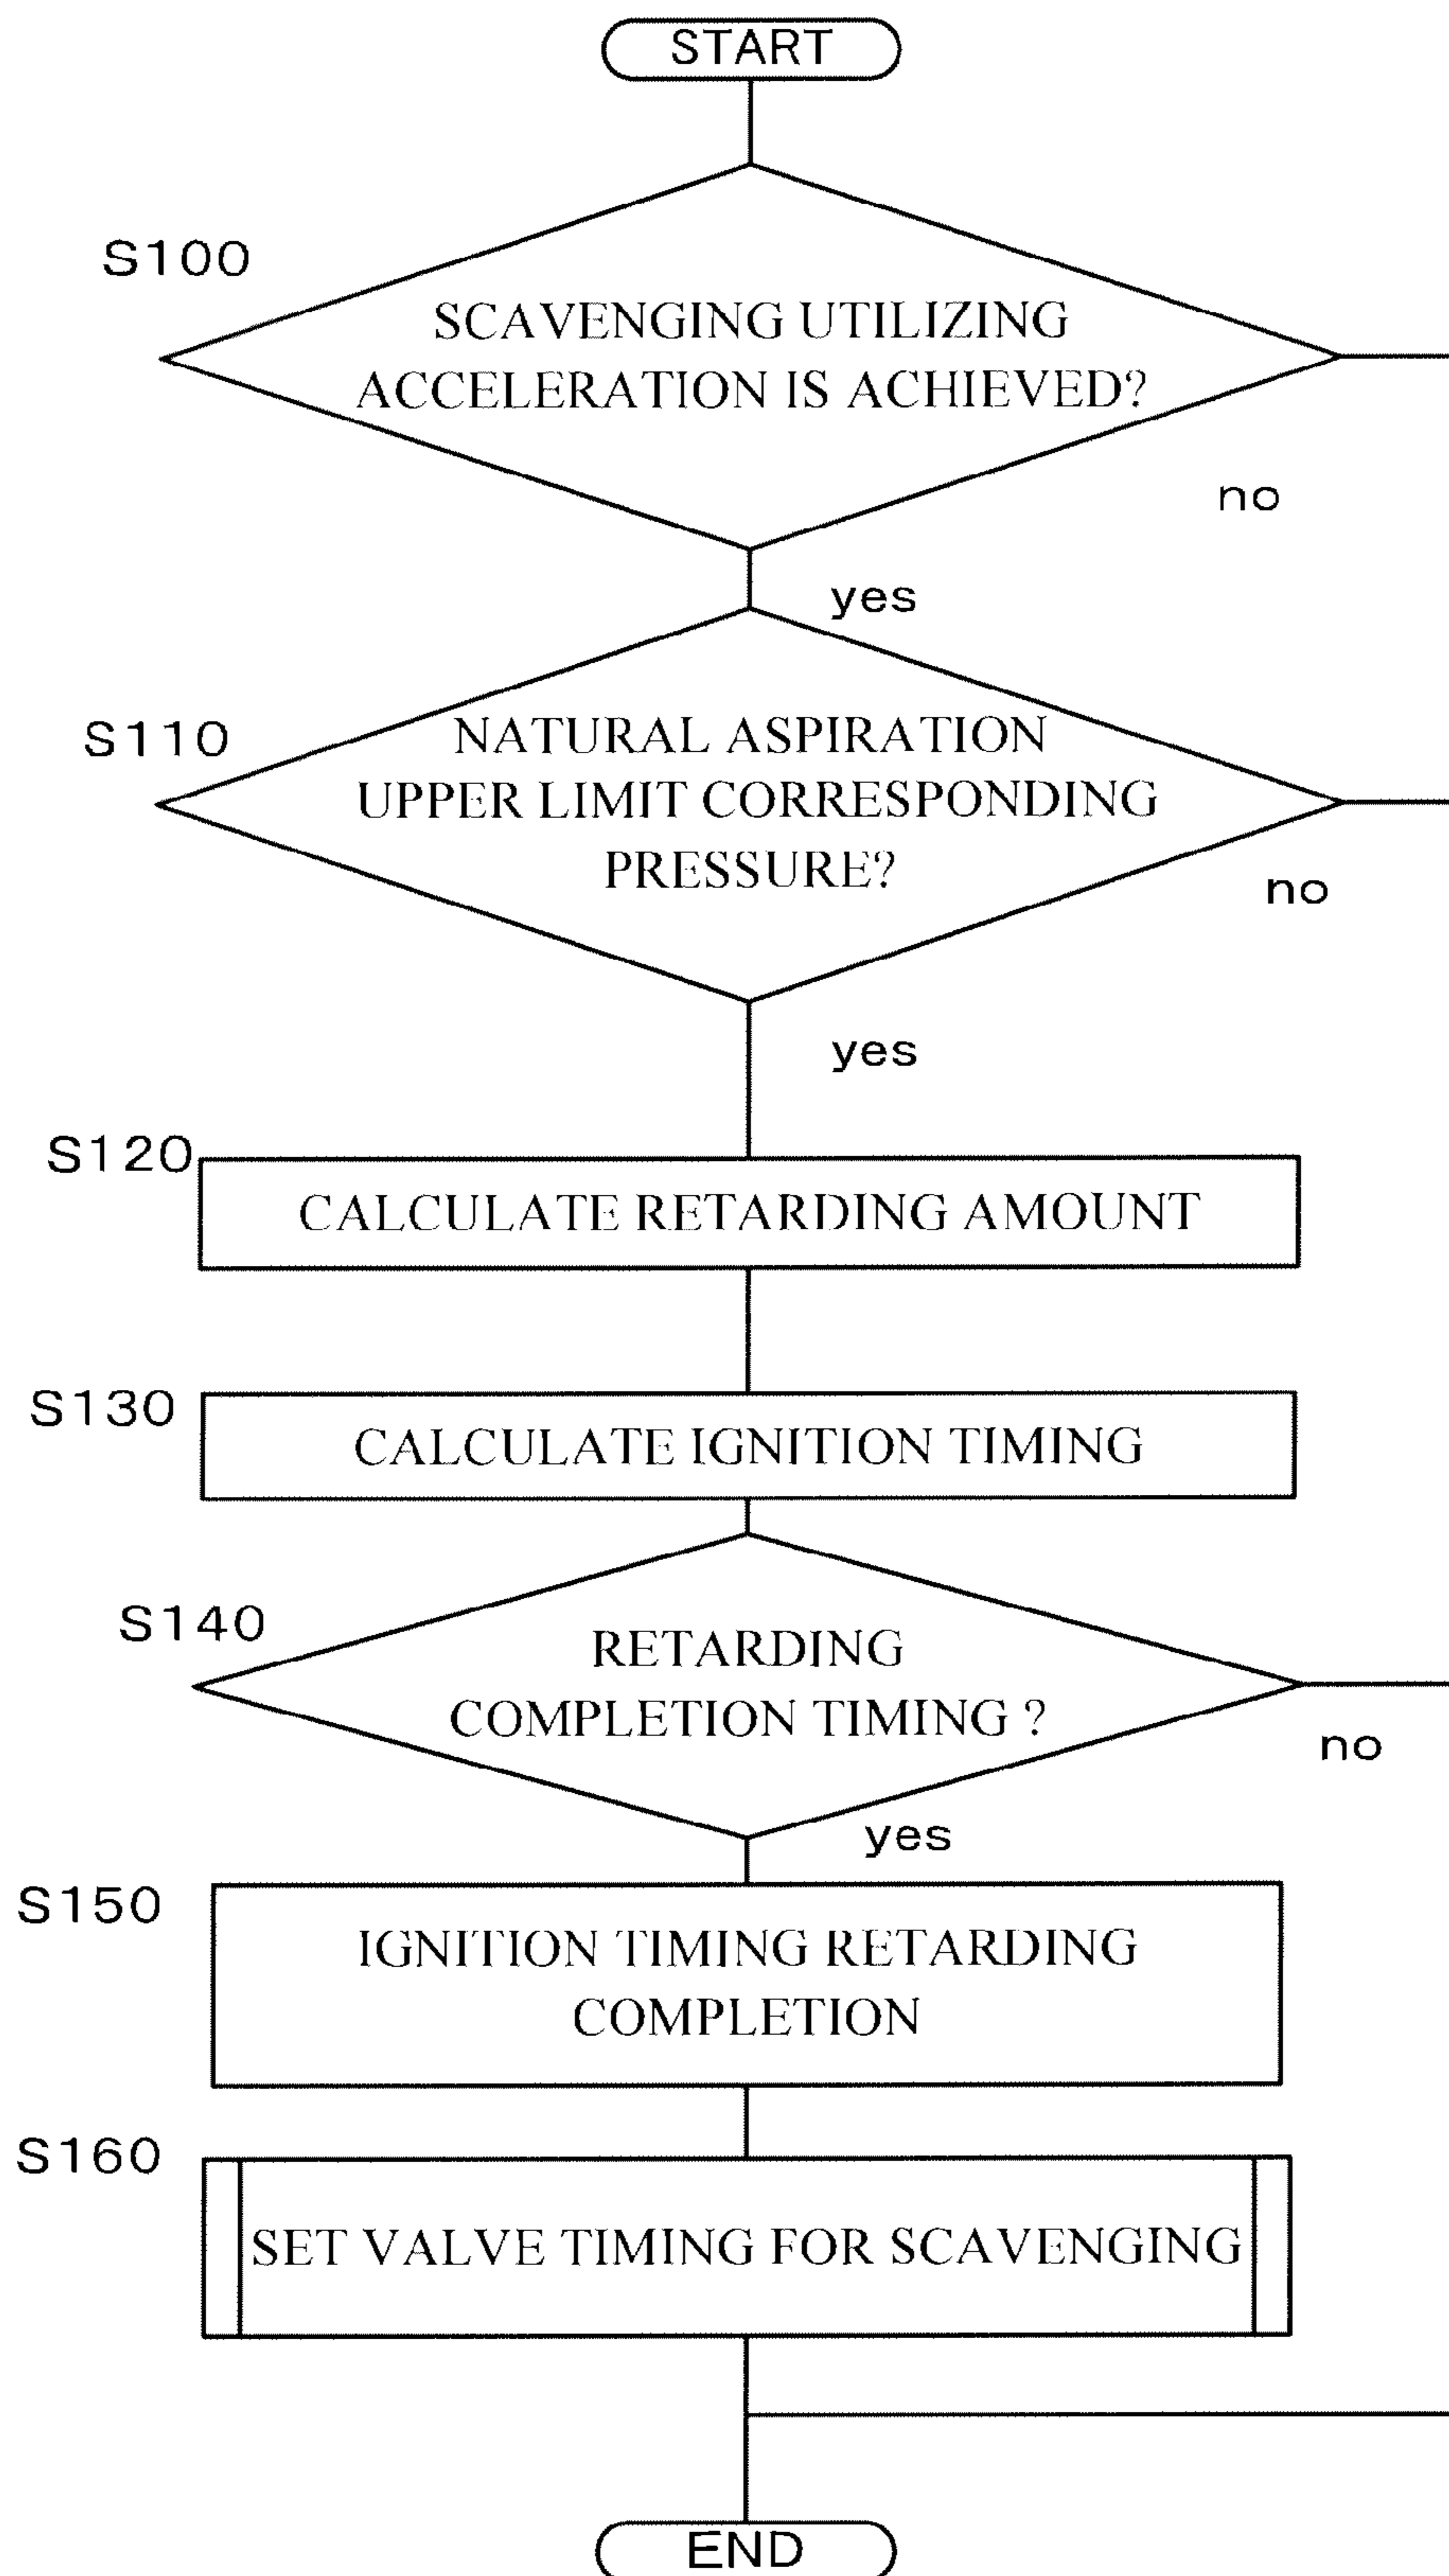 START
S100
SCAVENGING UTILIZING
ACCELERATION IS ACHIEVED?
no
yes
S110
NATURAL ASPIRATION
UPPER LIMIT CORRESPONDING
PRESSURE?
no
yes
S120
CALCULATE RETARDING AMOUNT
S130
CALCULATE IGNITION TIMING
S140
RETARDING
COMPLETION TIMING ?
no
yes
S150
IGNITION TIMING RETARDING
COMPLETION
S160
SET VALVE TIMING FOR SCAVENGING
END